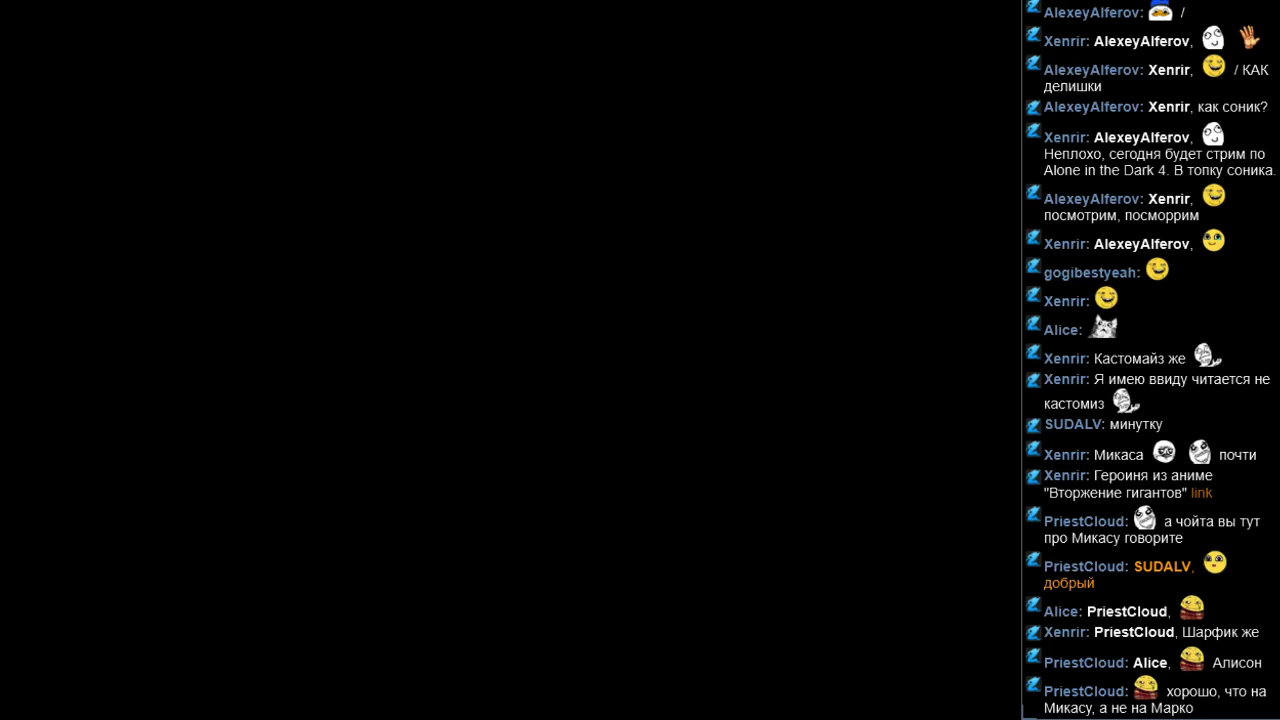 AlexeyAlferov: /
Xenrir: AlexeyAlferov,
AlexeyAlferov: Xenrir, / КАК
делишки
AlexeyAlferov: Xenrir, как соник?
Xenrir: AlexeyAlferov,
Неплохо, сегодня будет стрим по
Alone in the Dark 4. В топку соника.
AlexeyAlferov: Xenrir,
посмотрим, посморрим
Xenrir: AlexeyAlferov,
gogibestyeah:
Xenrir:
Alice:
Xenrir: Кастомайз же
Xenrir: Я имею ввиду читается не
кастомиз
SUDALV: минутку
Xenrir: Микаса почти
Xenrir: Героиня из аниме
"Вторжение гигантов" link
PriestCloud: а чойта вы тут
про Микасу говорите
PriestCloud: SUDALV,
добрый
Alice: PriestCloud,
Xenrir: PriestCloud, Шарфик же
PriestCloud: Alice, Алисон
PriestCloud: хорошо, что на
Микасу, а не на Марко